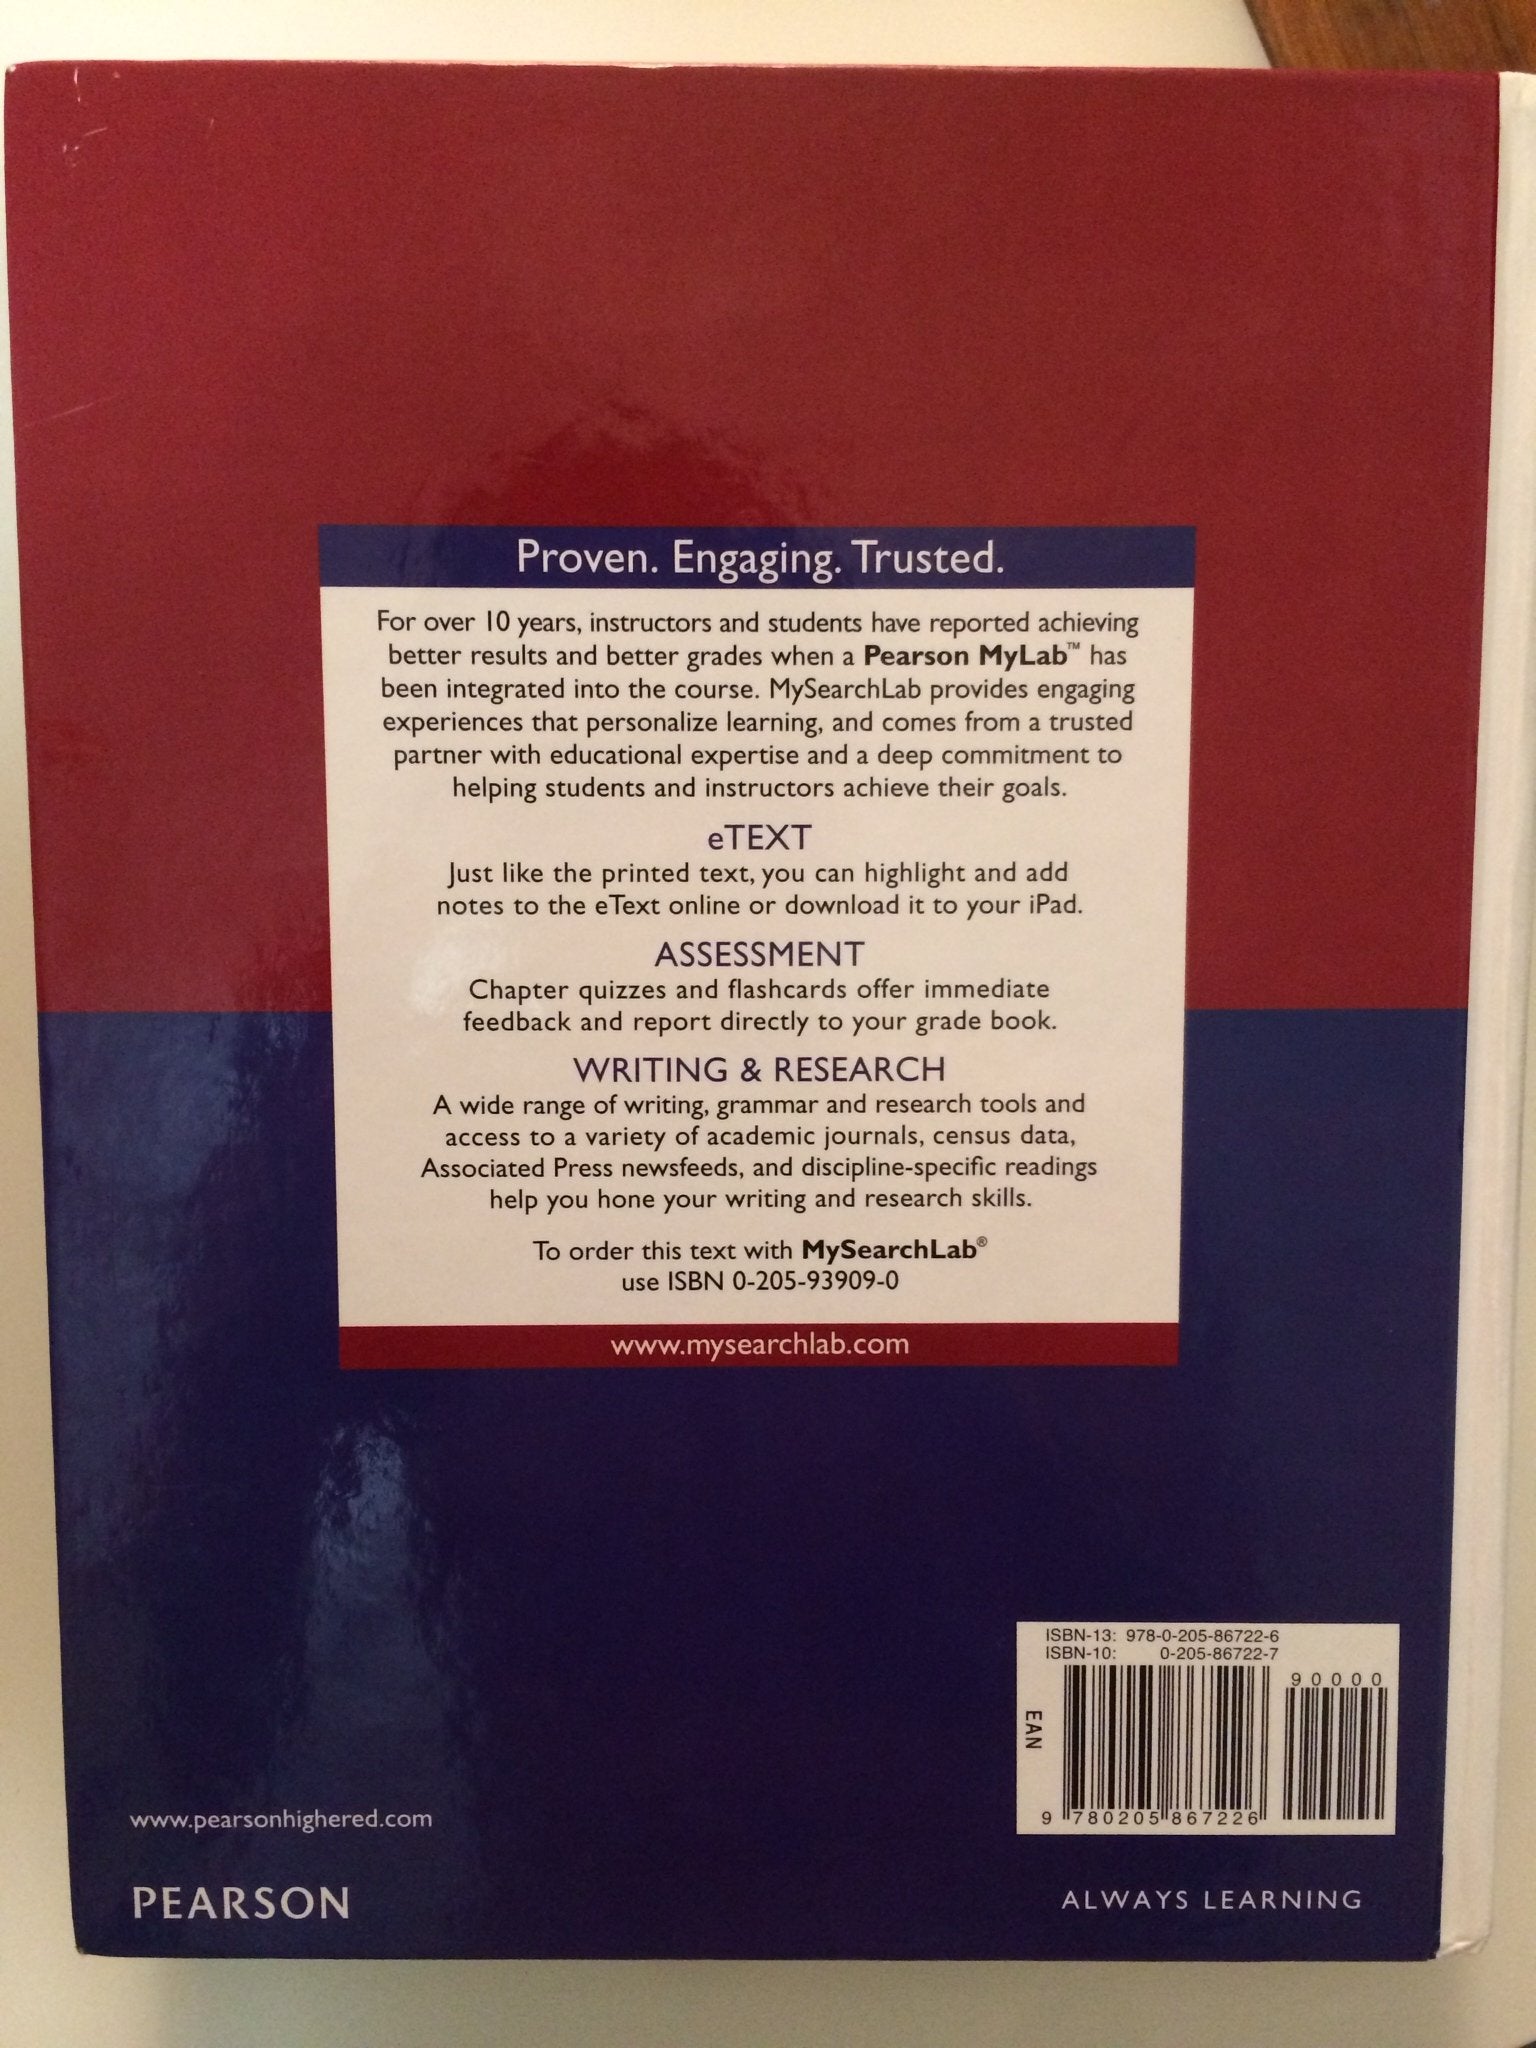 Proven. Engaging. Trusted.
For over 10 years, instructors and students have reported achieving
better results and better grades when a Pearson MyLab™ has
been integrated into the course. MySearchLab provides engaging
experiences that personalize learning, and comes from a trusted
partner with educational expertise and a deep commitment to
helping students and instructors achieve their goals.
eTEXT
Just like the printed text, you can highlight and add
notes to the eText online or download it to your iPad.
ASSESSMENT
Chapter quizzes and flashcards offer immediate
feedback and report directly to your grade book.
WRITING & RESEARCH
A wide range of writing, grammar and research tools and
access to a variety of academic journals, census data,
Associated Press newsfeeds, and discipline-specific readings
help you hone your writing and research skills.
To order this text with MySearchLab®
use ISBN 0-205-93909-0
www.mysearchlab.com
ISBN-13: 978-0-205-86722-6
ISBN-10: 0-205-86722-7
90000
EAN
9 780205 867226
www.pearsonhighered.com
PEARSON
ALWAYS LEARNING